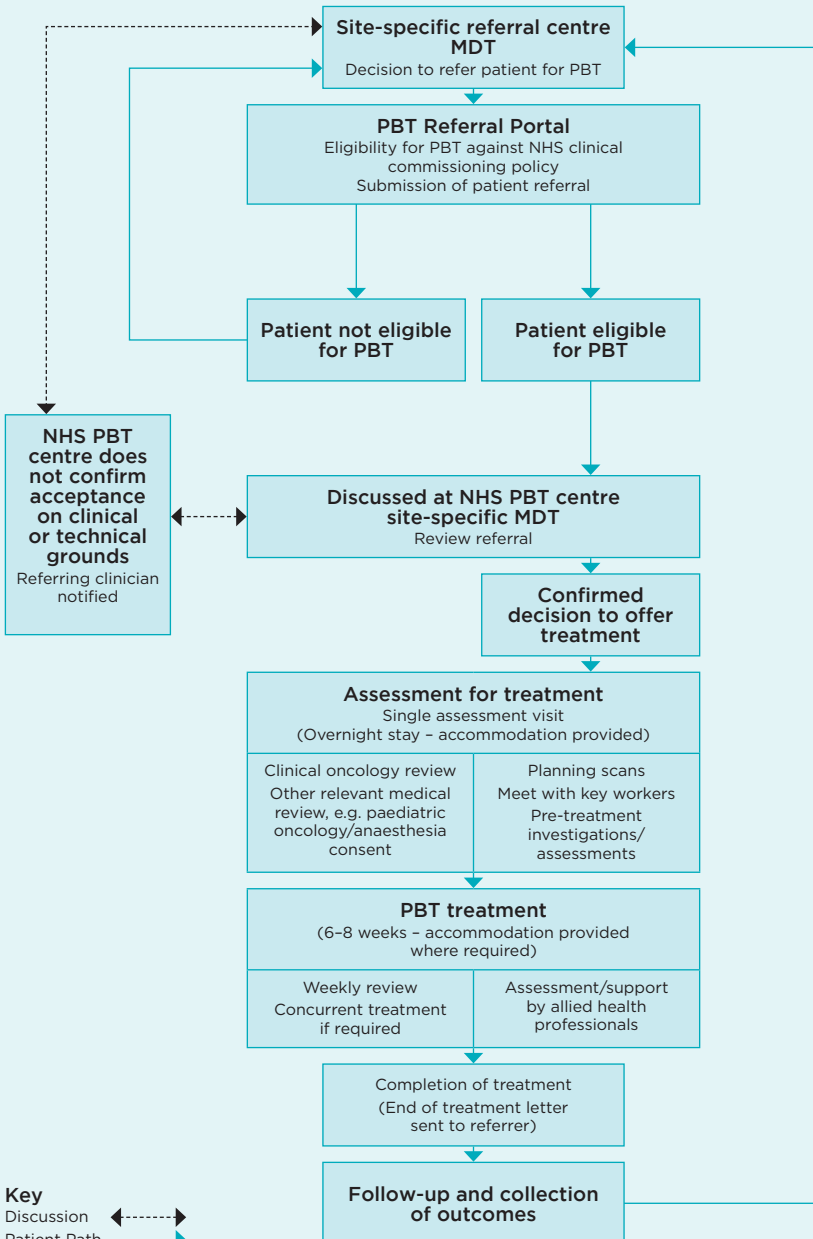 Site-specific referral centre
MDT
Decision to refer patient for PBT
PBT Referral Portal
Eligibility for PBT against NHS clinical
commissioning policy
Submission of patient referral
Patient not eligible
for PBT
Patient eligible
for PBT
NHS PBT
centre does
not confirm
acceptance
on clinical
or technical
grounds
Referring clinician
notified
Discussed at NHS PBT centre
site-specific MDT
Review referral
Confirmed
decision to offer
treatment
Assessment for treatment
Single assessment visit
(Overnight stay – accommodation provided)
Clinical oncology review
Other relevant medical
review, e.g. paediatric
oncology/anaesthesia
consent
Planning scans
Meet with key workers
Pre-treatment
investigations/
assessments
PBT treatment
(6–8 weeks – accommodation provided
where required)
Weekly review
Concurrent treatment
if required
Assessment/support
by allied health
professionals
Completion of treatment
(End of treatment letter
sent to referrer)
Follow-up and collection
of outcomes
Key
Discussion
Patient Path